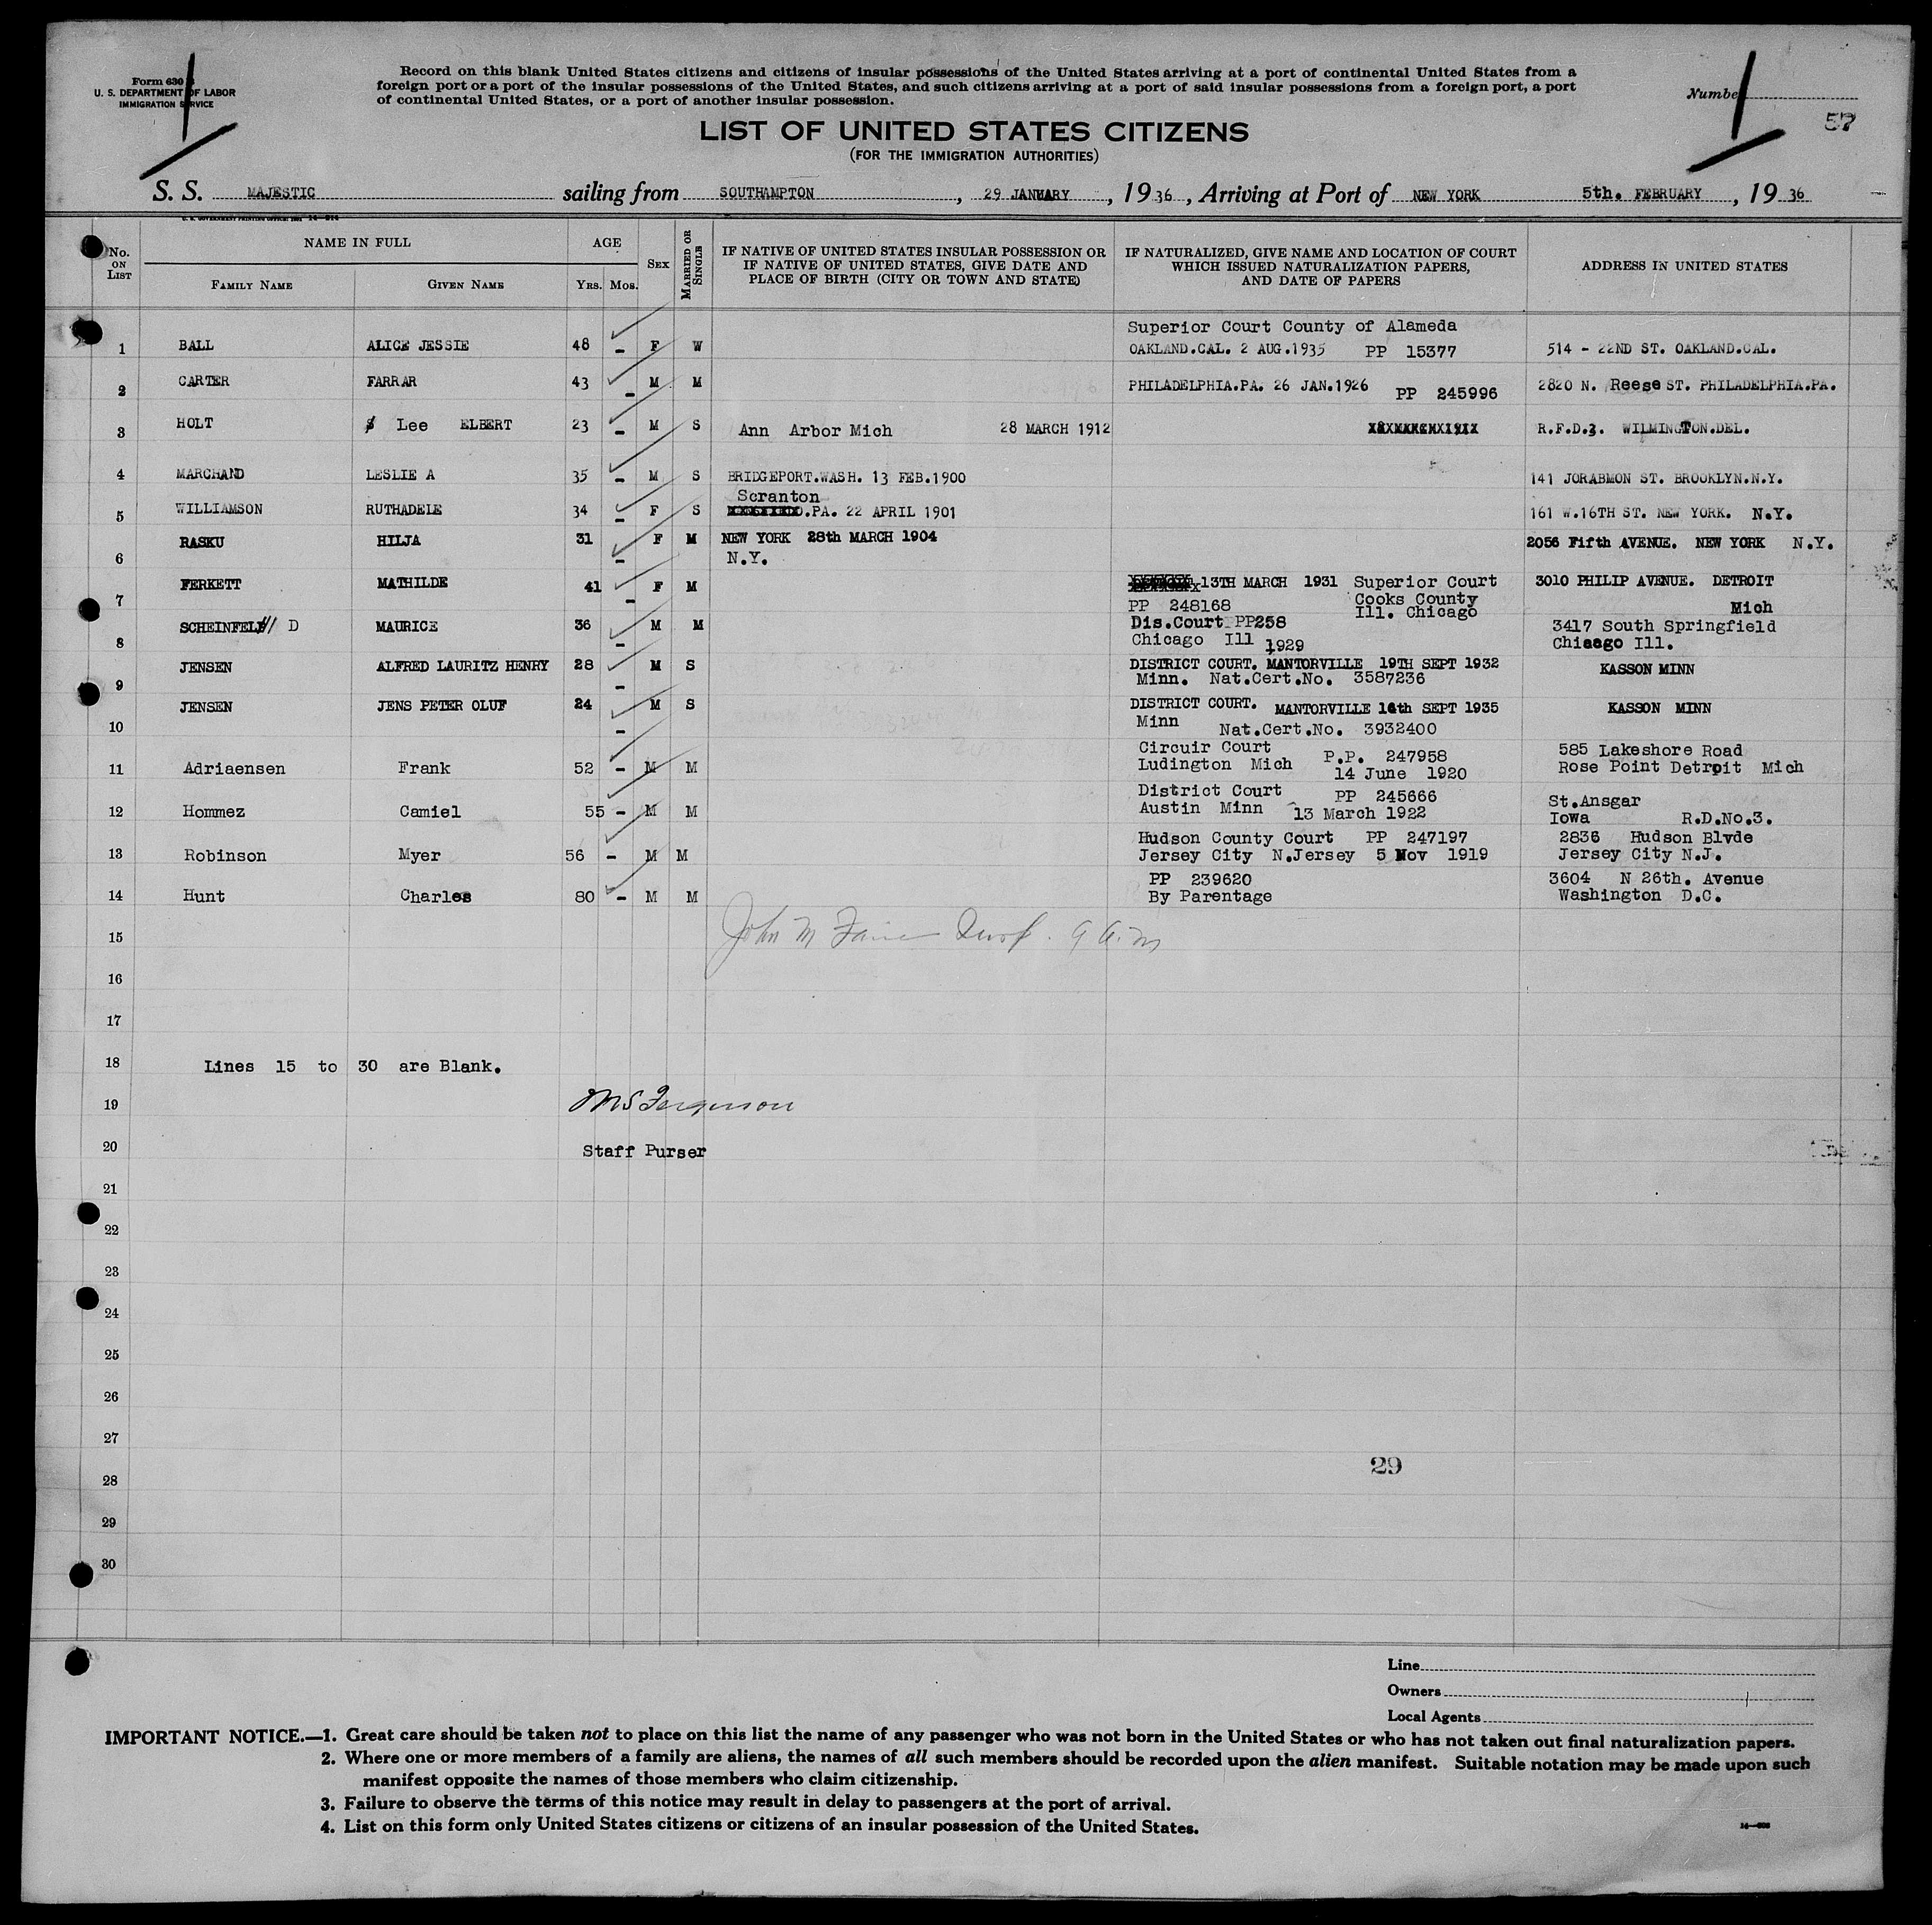 Form 630
U. S. DEPARTMENT OF LABOR
IMMIGRATION SERVICE
Record on this blank United States citizens and citizens of insular possessions of the United States arriving at a port of continental United States from a
foreign port or a port of the insular possessions of the United States, and such citizens arriving at a port of said insular possessions from a foreign port, a port
of continental United States, or a port of another insular possession.
Number
57
LIST OF UNITED STATES CITIZENS
(FOR THE IMMIGRATION AUTHORITIES)
S. S. MAJESTIC sailing from SOUTHAMPTON, 29 JANUARY, 1936, Arriving at Port of NEW YORK 5th. FEBRUARY, 1936
No. ON LIST
NAME IN FULL
FAMILY NAME GIVEN NAME
AGE
YRS. MOS.
SEX
MARRIED OR SINGLE
IF NATIVE OF UNITED STATES INSULAR POSSESSION OR
IF NATIVE OF UNITED STATES, GIVE DATE AND
PLACE OF BIRTH (CITY OR TOWN AND STATE)
IF NATURALIZED, GIVE NAME AND LOCATION OF COURT
WHICH ISSUED NATURALIZATION PAPERS,
AND DATE OF PAPERS
ADDRESS IN UNITED STATES
Superior Court County of Alameda
1 BALL ALICE JESSIE 48 - F W OAKLAND.CAL. 2 AUG.1935 PP 15377 514 - 22ND ST. OAKLAND.CAL.
2 CARTER FARRAR 43 - M M PHILADELPHIA.PA. 26 JAN.1926 PP 245996 2820 N. Reese ST. PHILADELPHIA.PA.
3 HOLT Lee ELBERT 23 - M S Ann Arbor Mich 28 MARCH 1912 R.F.D.3. WILMINGTON.DEL.
4 MARCHAND LESLIE A 35 - M S BRIDGEPORT.WASH. 13 FEB.1900 141 JORABMON ST. BROOKLYN.N.Y.
Scranton
5 WILLIAMSON RUTHADELE 34 - F S .PA. 22 APRIL 1901 161 W.16TH ST. NEW YORK. N.Y.
6 RASKU HILJA 31 - F M NEW YORK 28th MARCH 1904 2056 Fifth AVENUE. NEW YORK N.Y.
N.Y.
7 FERKETT MATHILDE 41 - F M 13TH MARCH 1931 Superior Court 3010 PHILIP AVENUE. DETROIT
PP 248168 Cooks County Mich
Ill. Chicago
8 SCHEINFEL D MAURICE 36 - M M Dis.Court PP258 3417 South Springfield
Chicago Ill 1929 Chicago Ill.
9 JENSEN ALFRED LAURITZ HENRY 28 - M S DISTRICT COURT. MANTORVILLE 19TH SEPT 1932 KASSON MINN
Minn. Nat.Cert.No. 3587236
10 JENSEN JENS PETER OLUF 24 - M S DISTRICT COURT. MANTORVILLE 16th SEPT 1935 KASSON MINN
Minn Nat.Cert.No. 3932400
Circuir Court P.P. 247958 585 Lakeshore Road
11 Adriaensen Frank 52 - M M Ludington Mich 14 June 1920 Rose Point Detroit Mich
District Court PP 245666 St.Ansgar
12 Hommez Camiel 55 - M M Austin Minn 13 March 1922 Iowa R.D.No.3.
Hudson County Court PP 247197 2836 Hudson Blvde
13 Robinson Myer 56 - M M Jersey City N.Jersey 5 Nov 1919 Jersey City N.J.
PP 239620 3604 N 26th. Avenue
14 Hunt Charles 80 - M M By Parentage Washington D.C.
15 John M
16
17
18 Lines 15 to 30 are Blank.
19 Ferguson
20 Staff Purser
21
22
23
24
25
26
27
29
28
29
30
Line
Owners
Local Agents
IMPORTANT NOTICE.—1. Great care should be taken not to place on this list the name of any passenger who was not born in the United States or who has not taken out final naturalization papers.
2. Where one or more members of a family are aliens, the names of all such members should be recorded upon the alien manifest. Suitable notation may be made upon such
manifest opposite the names of those members who claim citizenship.
3. Failure to observe the terms of this notice may result in delay to passengers at the port of arrival.
4. List on this form only United States citizens or citizens of an insular possession of the United States.